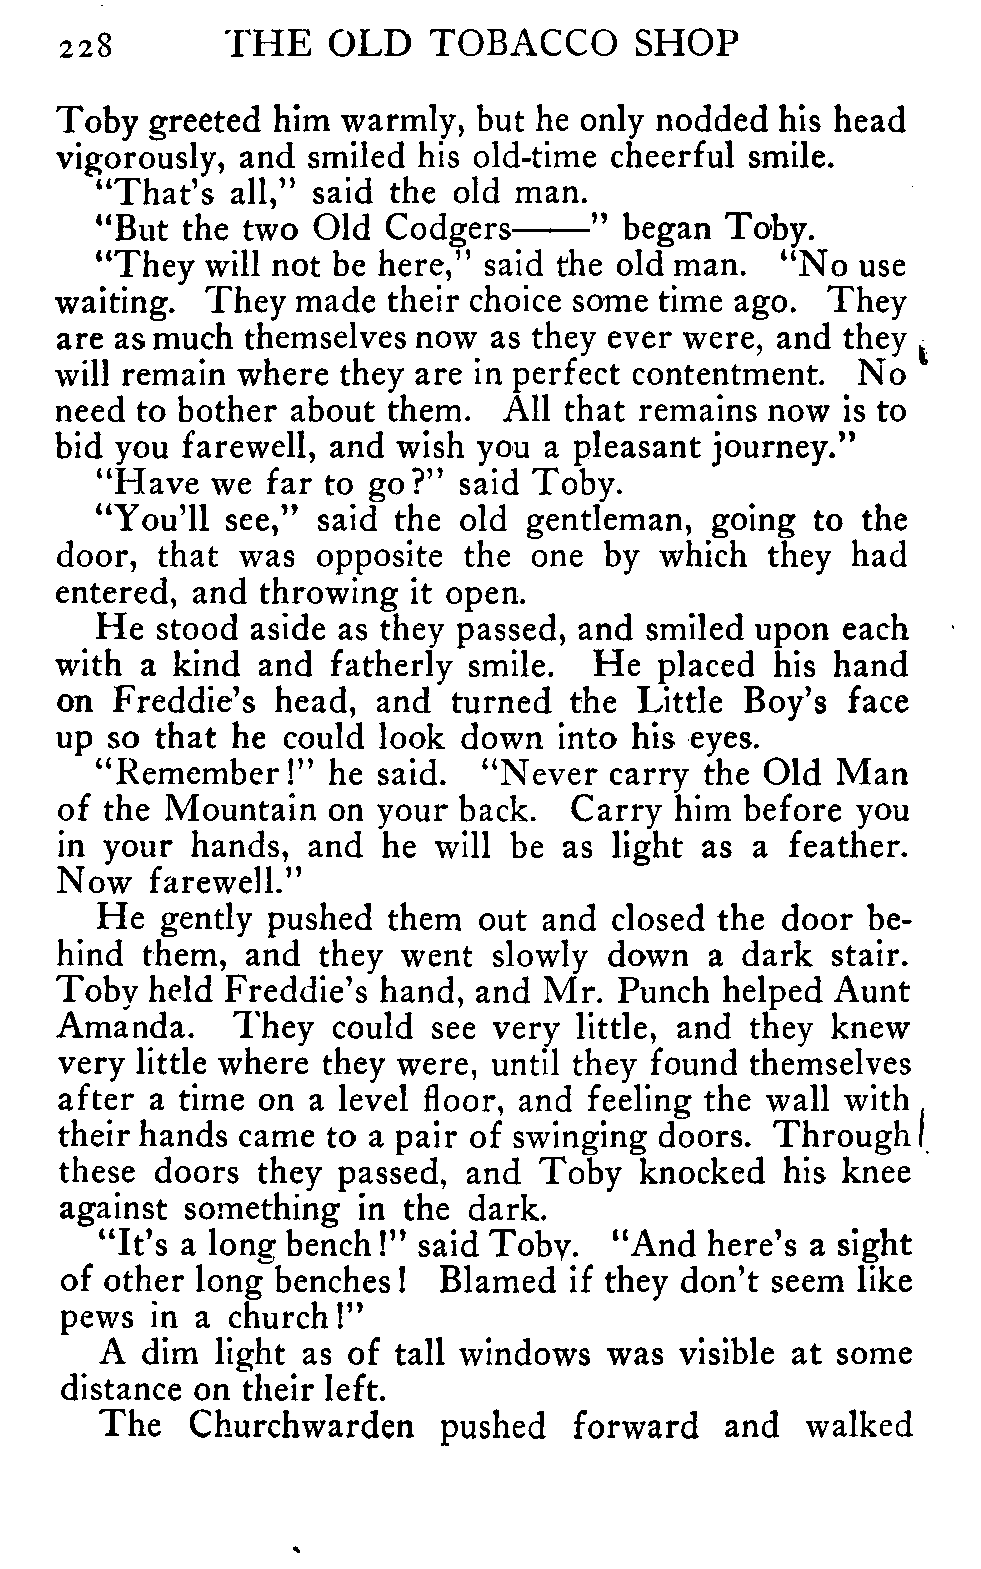 228 THE OLD TOBACCO SHOP
Toby greeted him warmly, but he only nodded his head
vigorously, and smiled his old-time cheerful smile.
"That's all," said the old man.
"But the two Old Codgers——" began Toby.
"They will not be here," said the old man. "No use
waiting. They made their choice some time ago. They
are as much themselves now as they ever were, and they
will remain where they are in perfect contentment. No
need to bother about them. All that remains now is to
bid you farewell, and wish you a pleasant journey."
"Have we far to go?" said Toby.
"You'll see," said the old gentleman, going to the
door, that was opposite the one by which they had
entered, and throwing it open.
He stood aside as they passed, and smiled upon each
with a kind and fatherly smile. He placed his hand
on Freddie's head, and turned the Little Boy's face
up so that he could look down into his eyes.
"Remember!" he said. "Never carry the Old Man
of the Mountain on your back. Carry him before you
in your hands, and he will be as light as a feather.
Now farewell."
He gently pushed them out and closed the door be-
hind them, and they went slowly down a dark stair.
Toby held Freddie's hand, and Mr. Punch helped Aunt
Amanda. They could see very little, and they knew
very little where they were, until they found themselves
after a time on a level floor, and feeling the wall with
their hands came to a pair of swinging doors. Through
these doors they passed, and Toby knocked his knee
against something in the dark.
"It's a long bench!" said Toby. "And here's a sight
of other long benches! Blamed if they don't seem like
pews in a church!"
A dim light as of tall windows was visible at some
distance on their left.
The Churchwarden pushed forward and walked